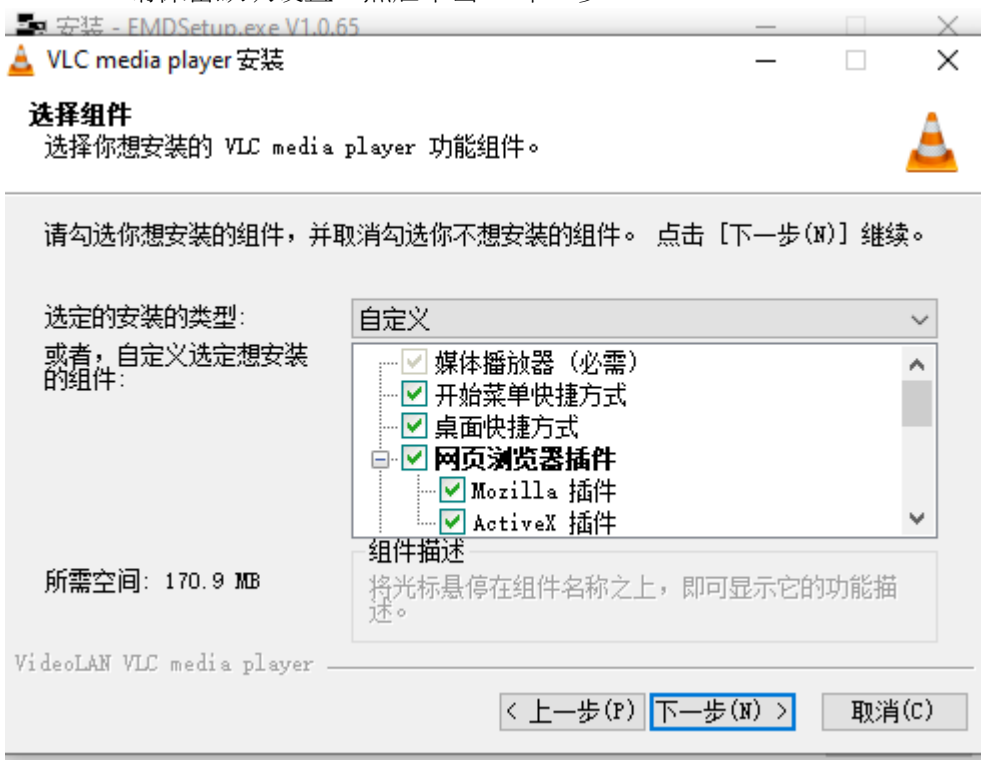 安装 - EMDSetup.exe V1.0.65
VLC media player 安装
选择组件
选择你想安装的 VLC media player 功能组件。
请勾选你想安装的组件，并取消勾选你不想安装的组件。 点击 [下一步(N)] 继续。
选定的安装的类型:
自定义
或者，自定义选定想安装
的组件:
媒体播放器 (必需)
开始菜单快捷方式
桌面快捷方式
网页浏览器插件
Mozilla 插件
ActiveX 插件
所需空间: 170.9 MB
组件描述
将光标悬停在组件名称之上，即可显示它的功能描
述。
VideoLAN VLC media player
< 上一步(P)
下一步(N) >
取消(C)